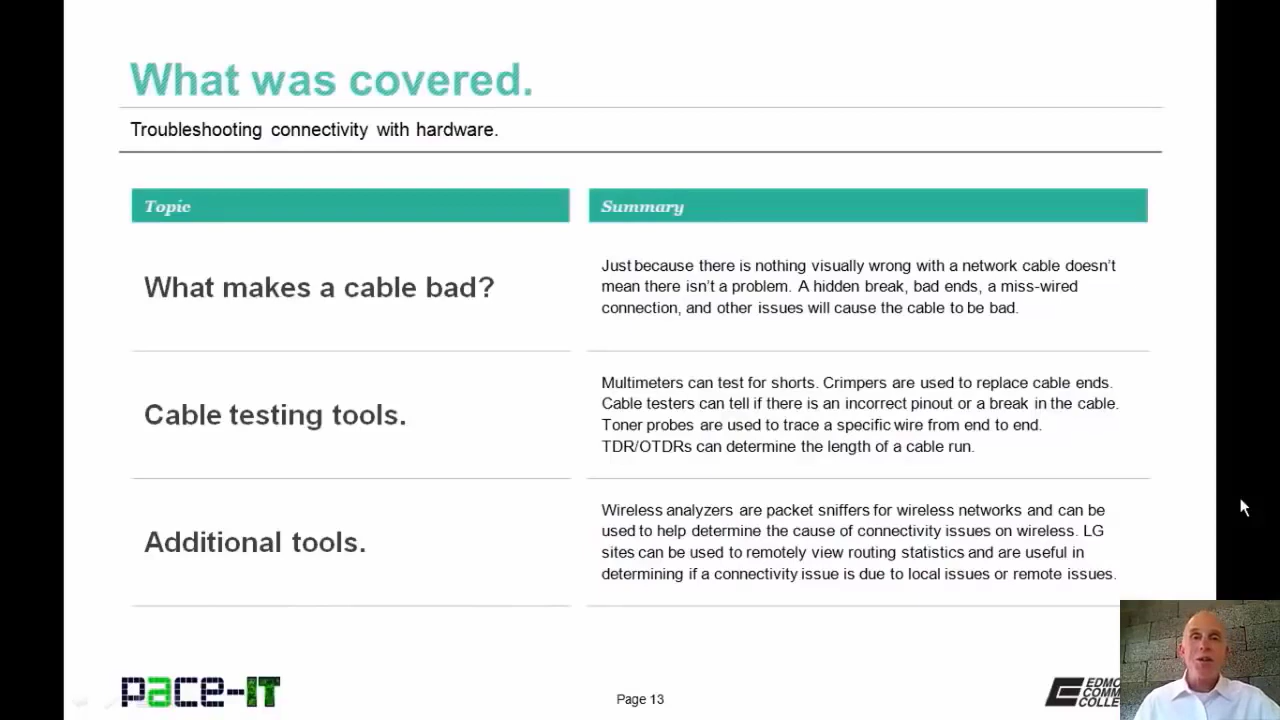 What was covered.
Troubleshooting connectivity with hardware.
Topic
Summary
What makes a cable bad?
Just because there is nothing visually wrong with a network cable doesn't
mean there isn't a problem. A hidden break, bad ends, a miss-wired
connection, and other issues will cause the cable to be bad.
Cable testing tools.
Multimeters can test for shorts. Crimpers are used to replace cable ends.
Cable testers can tell if there is an incorrect pinout or a break in the cable.
Toner probes are used to trace a specific wire from end to end.
TDR/OTDRs can determine the length of a cable run.
Additional tools.
Wireless analyzers are packet sniffers for wireless networks and can be
used to help determine the cause of connectivity issues on wireless. LG
sites can be used to remotely view routing statistics and are useful in
determining if a connectivity issue is due to local issues or remote issues.
pace-IT
Page 13